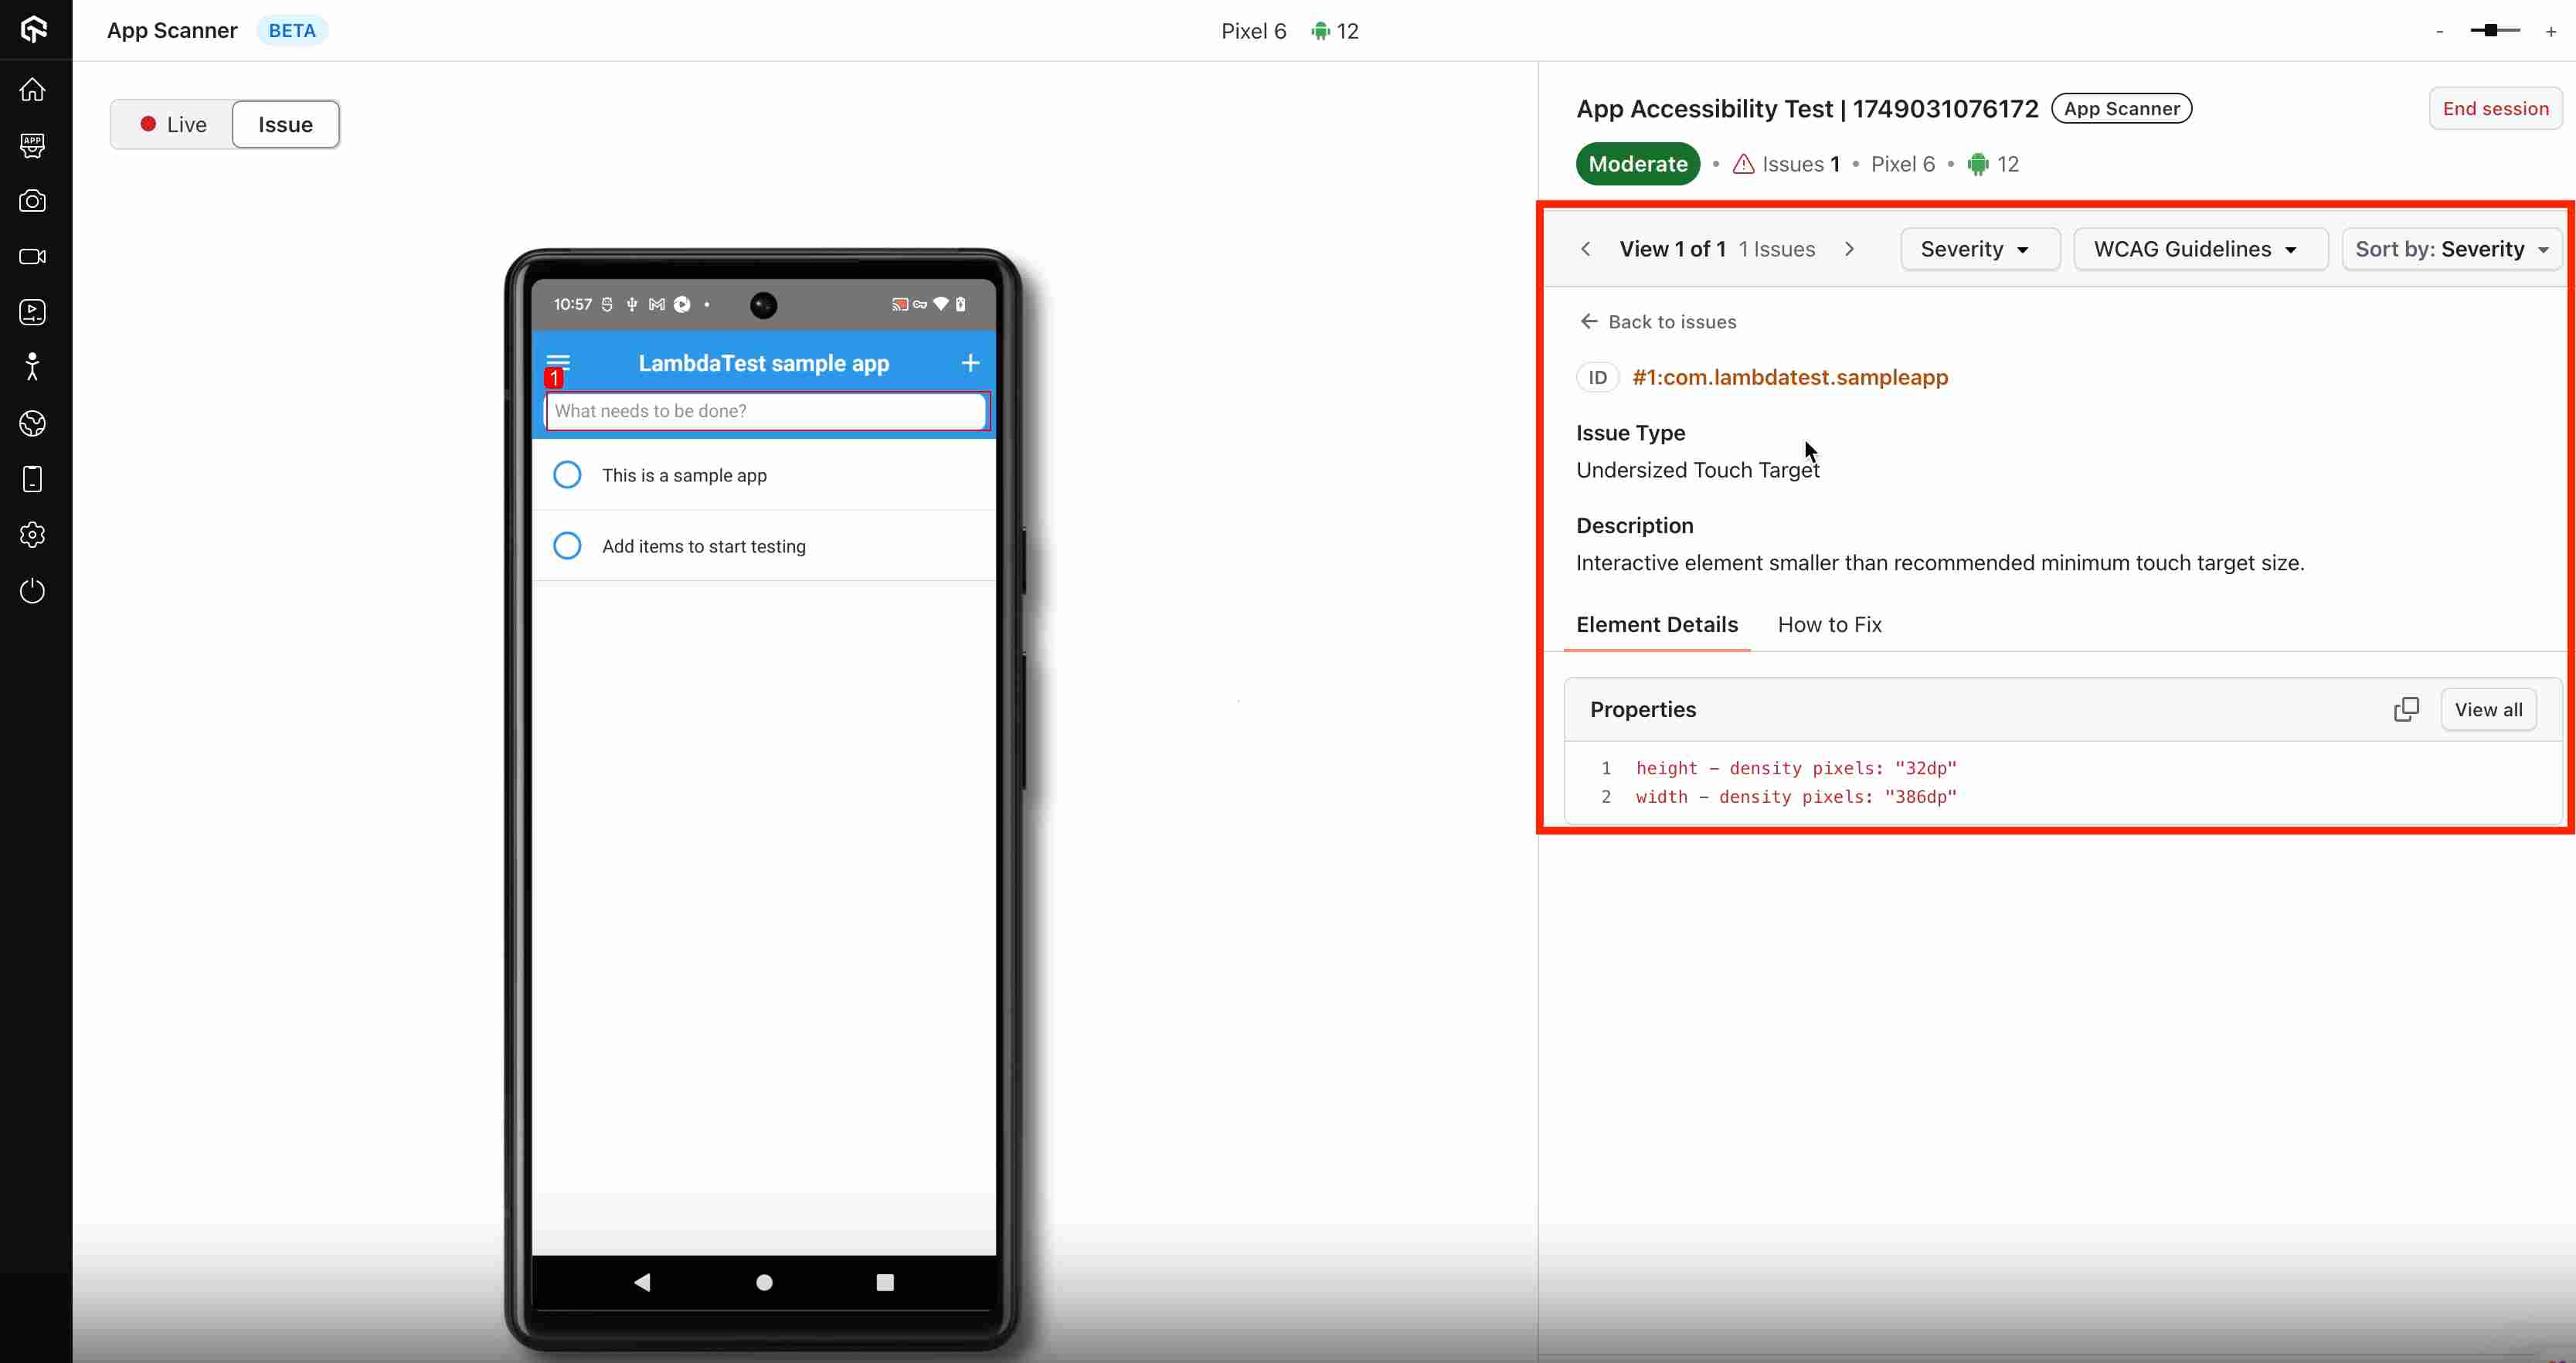 App Scanner BETA
Pixel 6 12
- +
APP
Live Issue
10:57
LambdaTest sample app +
1
What needs to be done?
This is a sample app
Add items to start testing
App Accessibility Test | 1749031076172 App Scanner End session
Moderate • Issues 1 • Pixel 6 • 12
View 1 of 1 1 Issues Severity WCAG Guidelines Sort by: Severity
Back to issues
ID #1:com.lambdatest.sampleapp
Issue Type
Undersized Touch Target
Description
Interactive element smaller than recommended minimum touch target size.
Element Details How to Fix
Properties View all
1 height - density pixels: "32dp"
2 width - density pixels: "386dp"